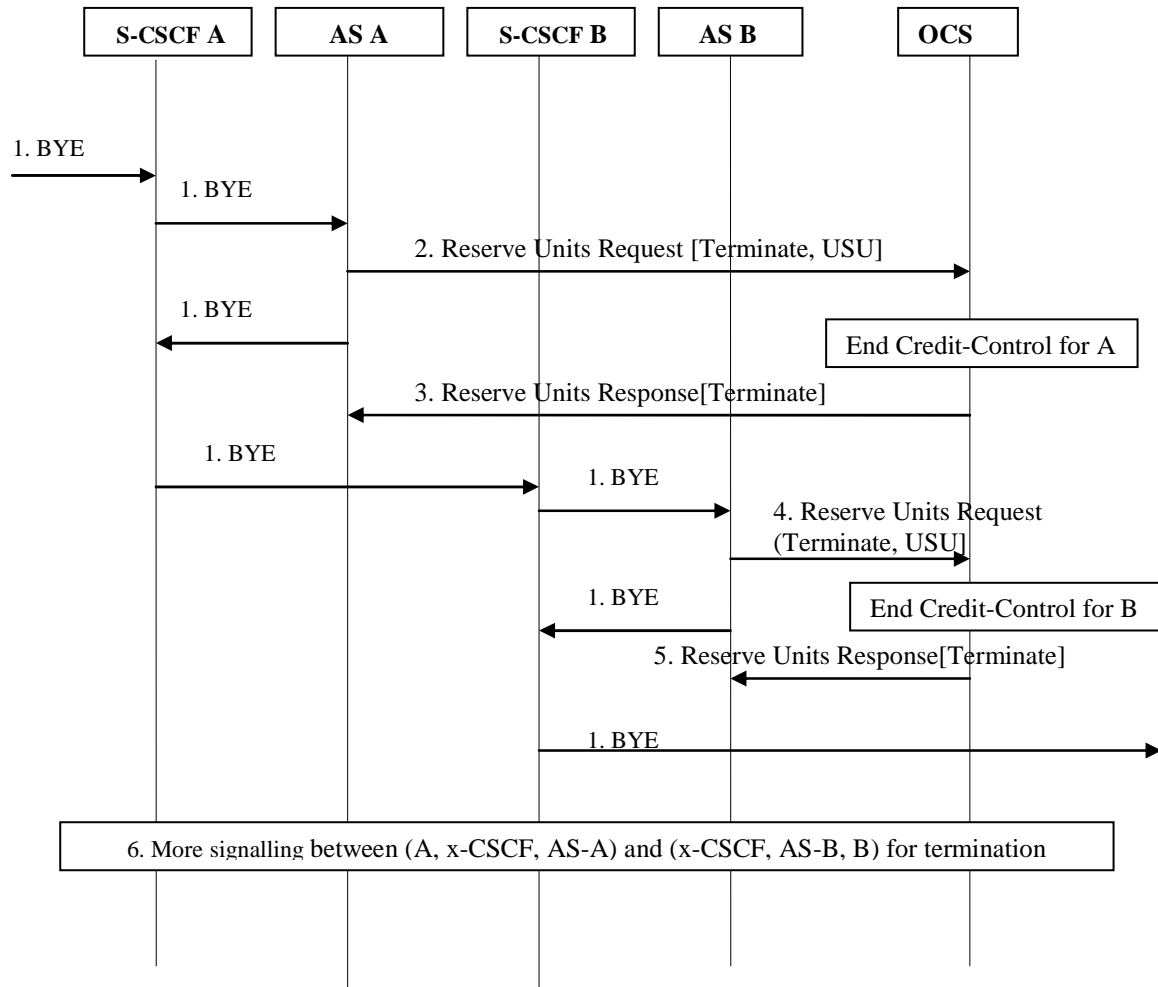 S-CSCF A
AS A
S-CSCF B
AS B
OCS
1. BYE
1. BYE
2. Reserve Units Request [Terminate, USU]
1. BYE
End Credit-Control for A
3. Reserve Units Response[Terminate]
1. BYE
1. BYE
4. Reserve Units Request
(Terminate, USU]
1. BYE
End Credit-Control for B
5. Reserve Units Response[Terminate]
1. BYE
6. More signalling between (A, x-CSCF, AS-A) and (x-CSCF, AS-B, B) for termination